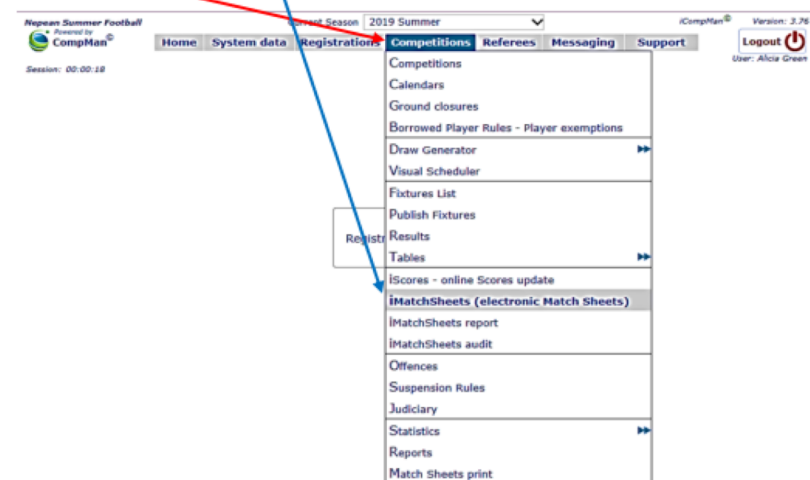 Nepean Summer Football
Current Season 2019 Summer
iCompMan©
Version: 3.76
Powered by
CompMan©
Home System data Registrations Competitions Referees Messaging Support
Logout
User: Alicia Green
Session: 00:00:18
Competitions
Calendars
Ground closures
Borrowed Player Rules - Player exemptions
Draw Generator
Visual Scheduler
Fixtures List
Publish Fixtures
Registr
Results
Tables
iScores - online Scores update
iMatchSheets (electronic Match Sheets)
iMatchSheets report
iMatchSheets audit
Offences
Suspension Rules
Judiciary
Statistics
Reports
Match Sheets print